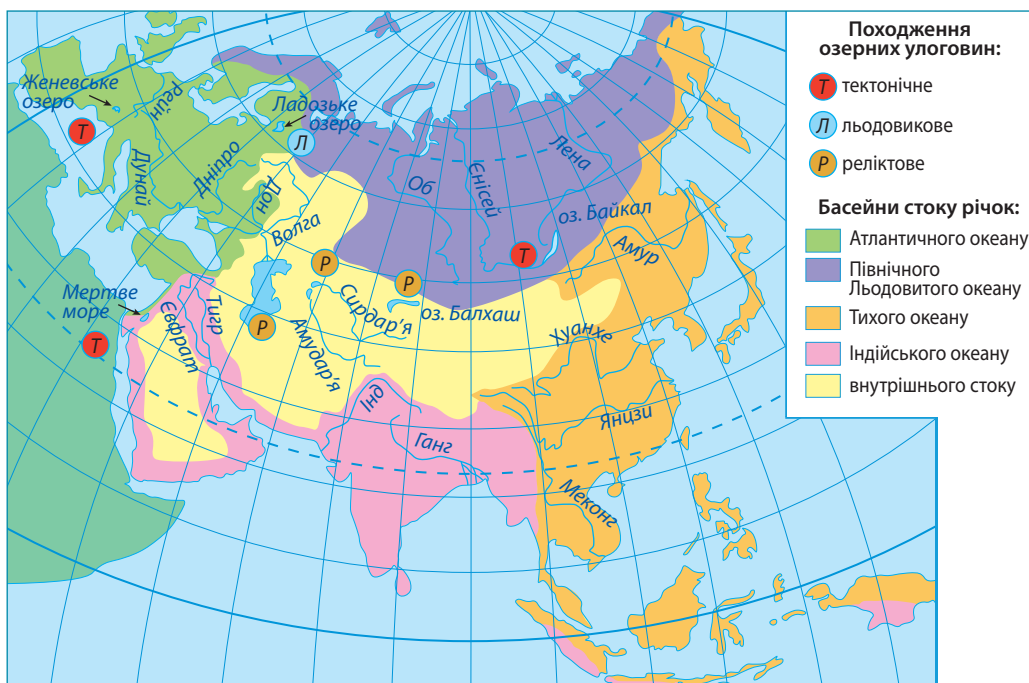 Женевське
озеро
Рейн
Ладозьке
озеро
Т
Л
Дунай
Дніпро
Дон
Волга
Об
Єнісей
Лена
оз. Байкал
Т
Амур
Р
Р
Мертве
море
Тигр
Євфрат
Сирдар'я
оз. Балхаш
Р
Амудар'я
Т
Хуанхе
Інд
Янцзи
Ганг
Меконг
Походження
озерних улоговин:
Т тектонічне
Л льодовикове
Р реліктове
Басейни стоку річок:
Атлантичного океану
Північного
Льодовитого океану
Тихого океану
Індійського океану
внутрішнього стоку